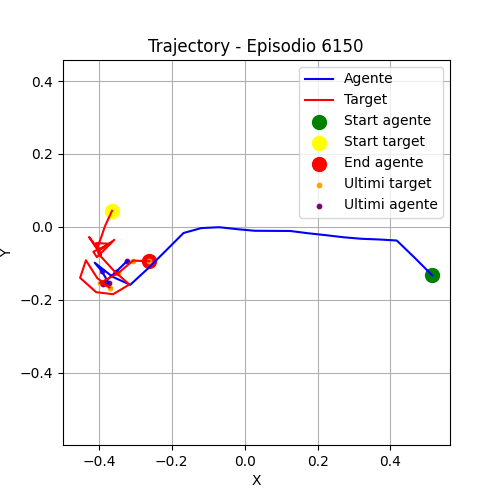 Trajectory - Episodio 6150
Agente
Target
Start agente
Start target
End agente
Ultimi target
Ultimi agente
0.4
0.2
0.0
−0.2
−0.4
Y
−0.4
−0.2
0.0
0.2
0.4
X